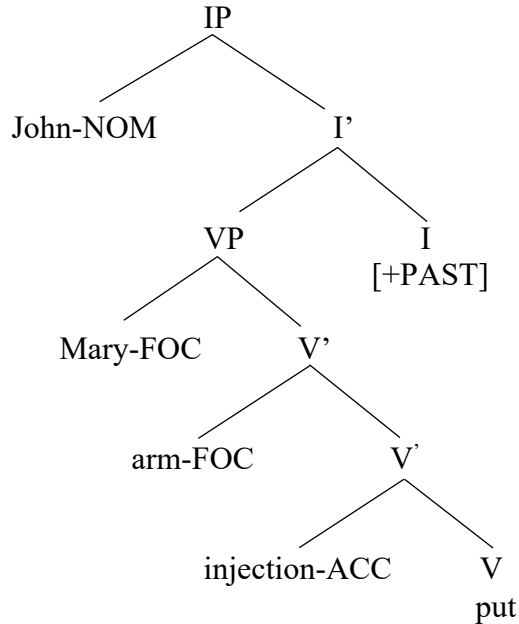 IP
John-NOM I’
VP I
[+PAST]
Mary-FOC V’
arm-FOC V’
injection-ACC V
put